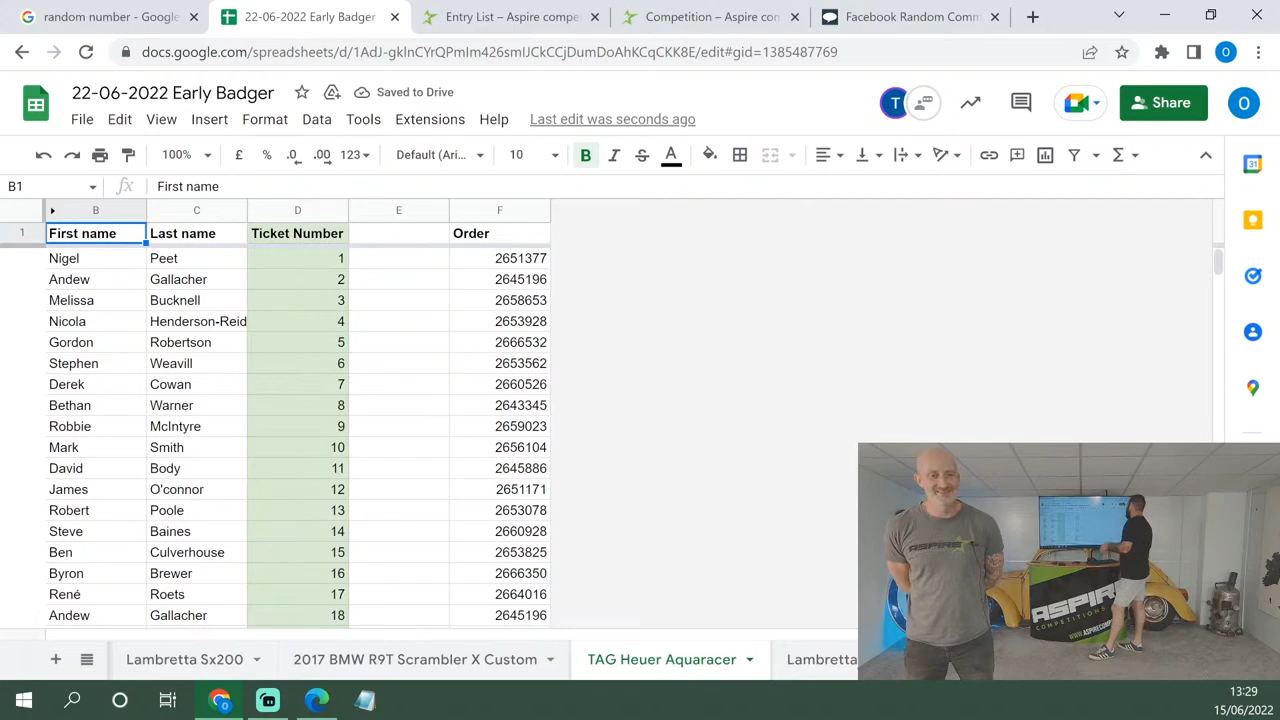 random number - Google
22-06-2022 Early Badger
Entry List – Aspire compe
Competition – Aspire con
Facebook Random Comm
docs.google.com/spreadsheets/d/1AdJ-gklnCYrQPmIm426smIJCkCCjDumDoAhKCqCKK8E/edit#gid=1385487769
22-06-2022 Early Badger
Saved to Drive
File Edit View Insert Format Data Tools Extensions Help Last edit was seconds ago
T
Share
O
100% £ % .0 .00 123 Default (Ari... 10 B I S A
B1 fx First name
B C D E F
1 First name Last name Ticket Number Order
Nigel Peet 1 2651377
Andew Gallacher 2 2645196
Melissa Bucknell 3 2658653
Nicola Henderson-Reid 4 2653928
Gordon Robertson 5 2666532
Stephen Weavill 6 2653562
Derek Cowan 7 2660526
Bethan Warner 8 2643345
Robbie McIntyre 9 2659023
Mark Smith 10 2656104
David Body 11 2645886
James O'connor 12 2651171
Robert Poole 13 2653078
Steve Baines 14 2660928
Ben Culverhouse 15 2653825
Byron Brewer 16 2666350
René Roets 17 2664016
Andew Gallacher 18 2645196
ASPIRE
COMPETITIONS
Lambretta Sx200 2017 BMW R9T Scrambler X Custom TAG Heuer Aquaracer Lambretta
13:29
15/06/2022